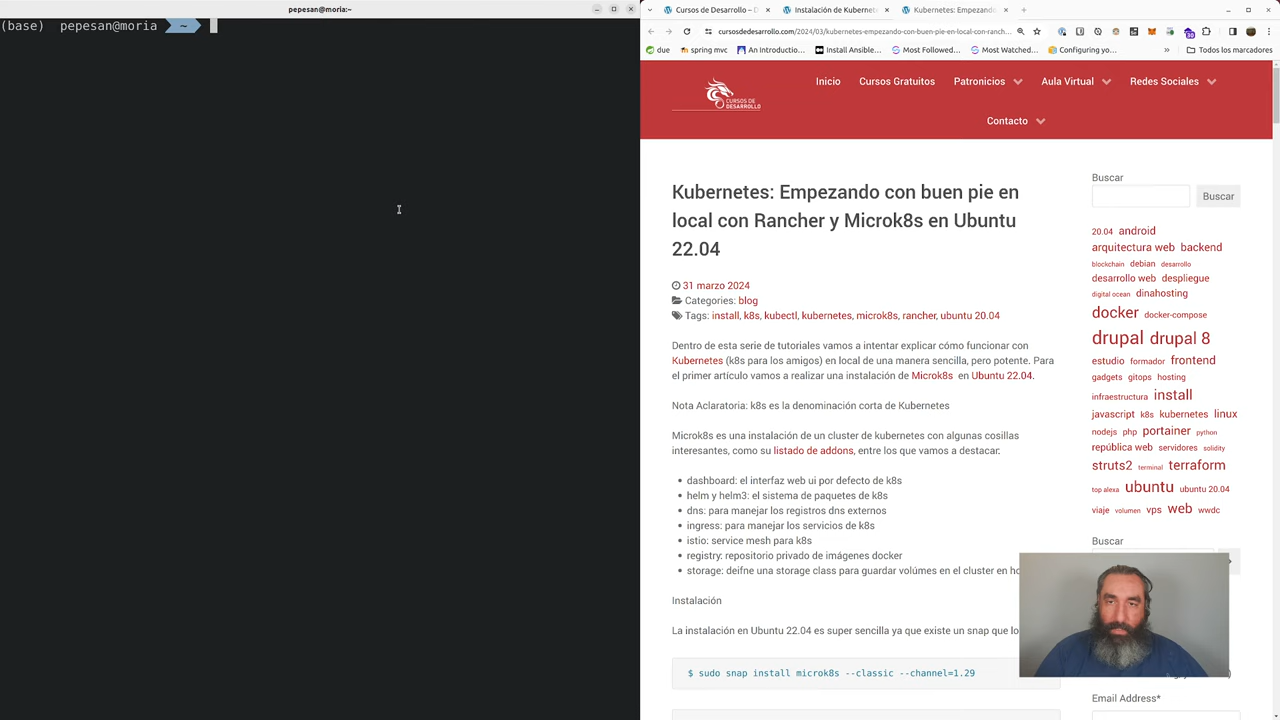 pepesan@moria:~
(base) pepesan@moria ~
Cursos de Desarrollo – D
Instalación de Kubernet
Kubernetes: Empezand
cursosdedesarrollo.com/2024/03/kubernetes-empezando-con-buen-pie-en-local-con-ranch...
due
spring mvc
An Introductio...
Install Ansible...
Most Followed...
Most Watched...
Configuring yo...
»
Todos los marcadores
CURSOS DE
DESARROLLO
Inicio
Cursos Gratuitos
Patronicios
Aula Virtual
Redes Sociales
Contacto
Kubernetes: Empezando con buen pie en
local con Rancher y Microk8s en Ubuntu
22.04
31 marzo 2024
Categories: blog
Tags: install, k8s, kubectl, kubernetes, microk8s, rancher, ubuntu 20.04
Dentro de esta serie de tutoriales vamos a intentar explicar cómo funcionar con
Kubernetes (k8s para los amigos) en local de una manera sencilla, pero potente. Para
el primer artículo vamos a realizar una instalación de Microk8s en Ubuntu 22.04.
Nota Aclaratoria: k8s es la denominación corta de Kubernetes
Microk8s es una instalación de un cluster de kubernetes con algunas cosillas
interesantes, como su listado de addons, entre los que vamos a destacar:
• dashboard: el interfaz web ui por defecto de k8s
• helm y helm3: el sistema de paquetes de k8s
• dns: para manejar los registros dns externos
• ingress: para manejar los servicios de k8s
• istio: service mesh para k8s
• registry: repositorio privado de imágenes docker
• storage: deifne una storage class para guardar volúmes en el cluster en ho
Instalación
La instalación en Ubuntu 22.04 es super sencilla ya que existe un snap que lo
$ sudo snap install microk8s --classic --channel=1.29
Buscar
Buscar
20.04 android
arquitectura web backend
blockchain debian desarrollo
desarrollo web despliegue
digital ocean dinahosting
docker docker-compose
drupal drupal 8
estudio formador frontend
gadgets gitops hosting
infraestructura install
javascript k8s kubernetes linux
nodejs php portainer python
república web servidores solidity
struts2 terminal terraform
top alexa ubuntu ubuntu 20.04
viaje volumen vps web wwdc
Buscar
Email Address*